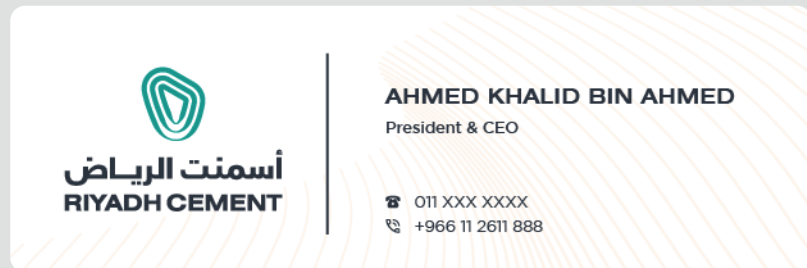 أسمنت الريـاض
RIYADH CEMENT
AHMED KHALID BIN AHMED
President & CEO
011 XXX XXXX
+966 11 2611 888